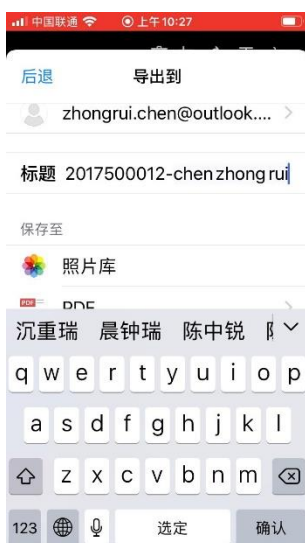 中国联通 上午10:27
后退 导出到
zhongrui.chen@outlook....
标题 2017500012-chen zhong rui
保存至
照片库
PDF
沉重瑞 晨钟瑞 陈中锐
q w e r t y u i o p
a s d f g h j k l
z x c v b n m
123 选定 确认